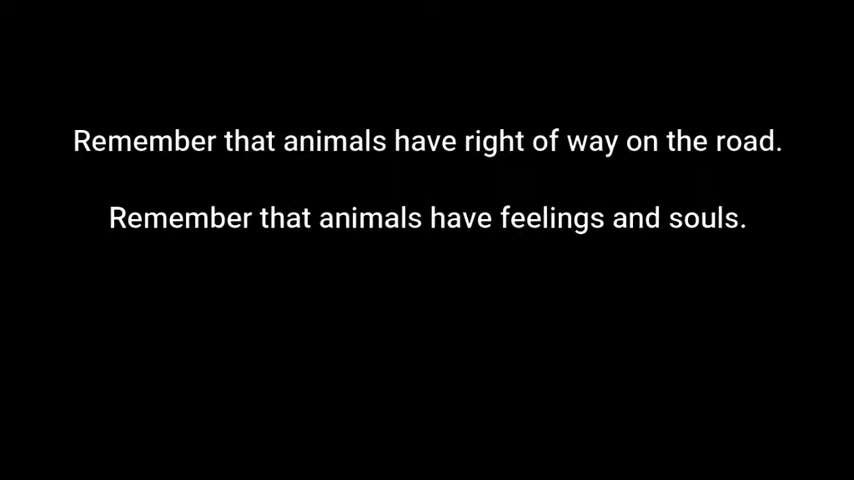 Remember that animals have right of way on the road.
Remember that animals have feelings and souls.